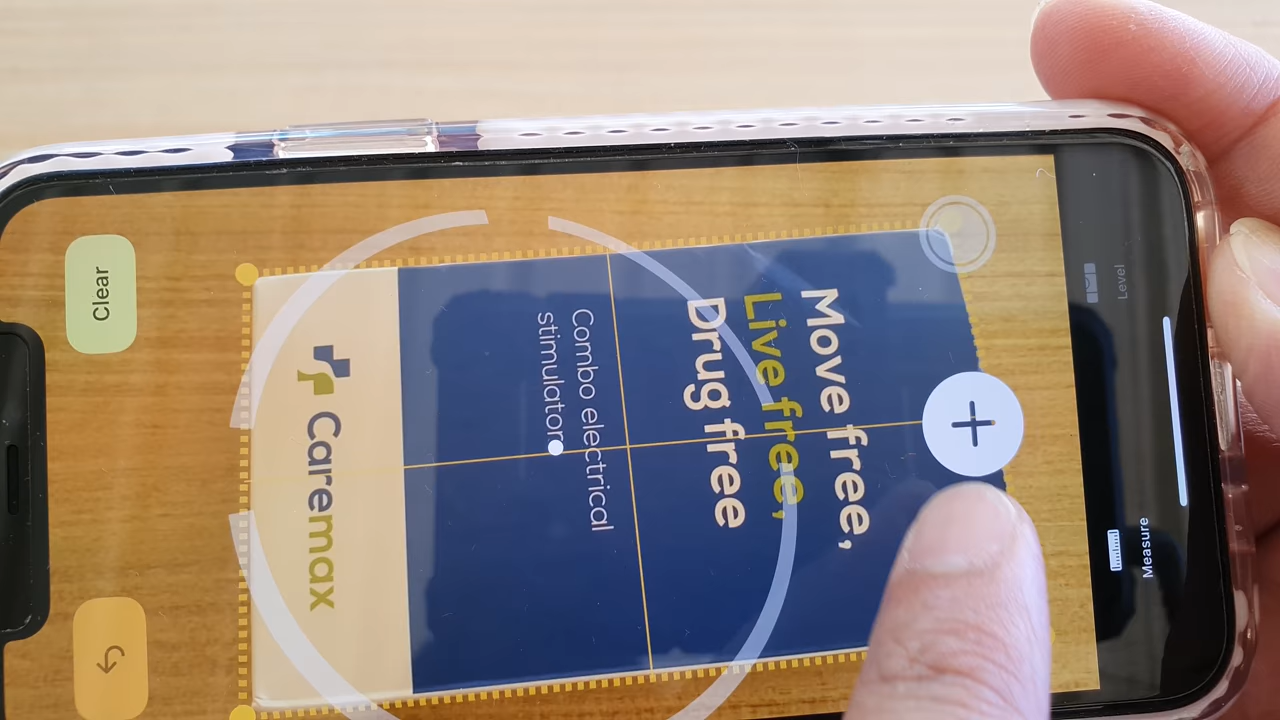 Clear
Move free,
Live free,
Drug free
Combo electrical
stimulator
Caremax
Level
Measure